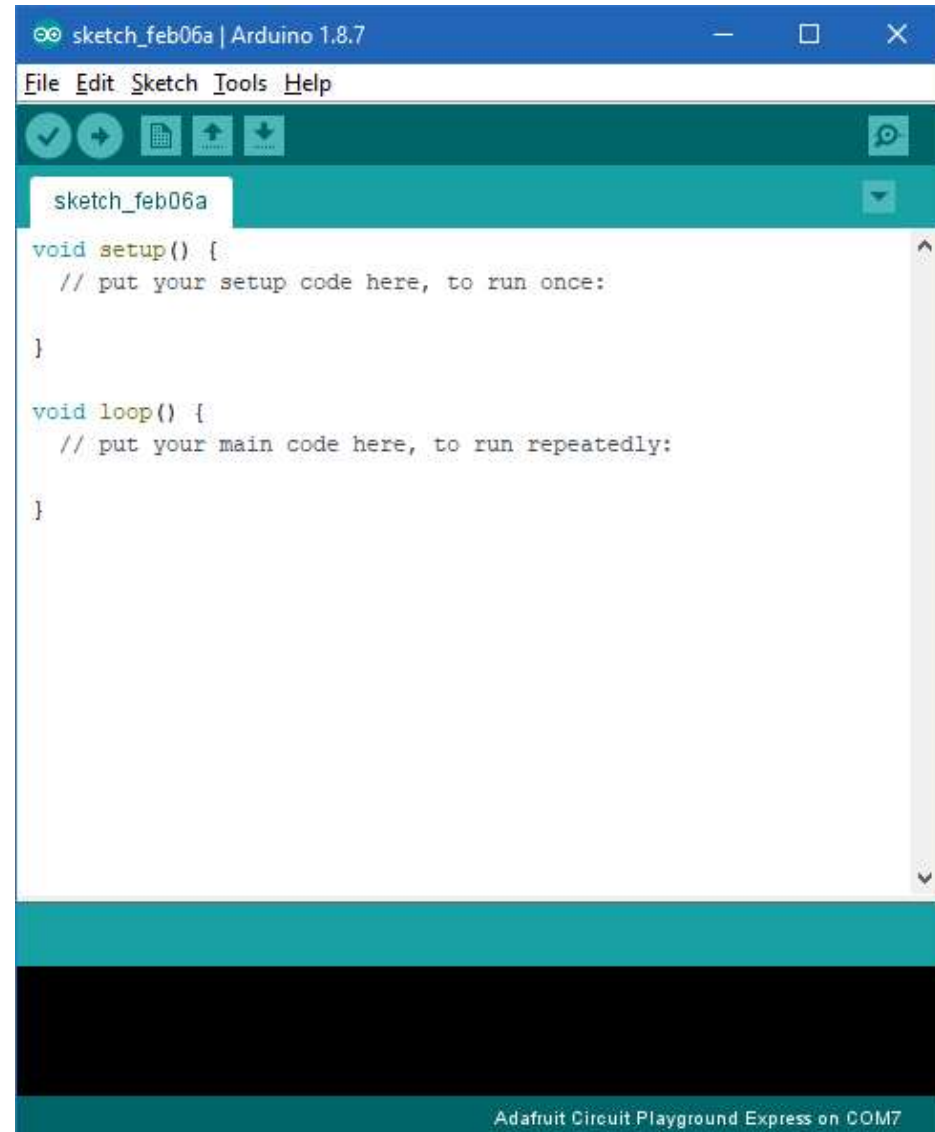 sketch_feb06a | Arduino 1.8.7
File Edit Sketch Tools Help
sketch_feb06a
void setup() {
  // put your setup code here, to run once:

}

void loop() {
  // put your main code here, to run repeatedly:

}
Adafruit Circuit Playground Express on COM7